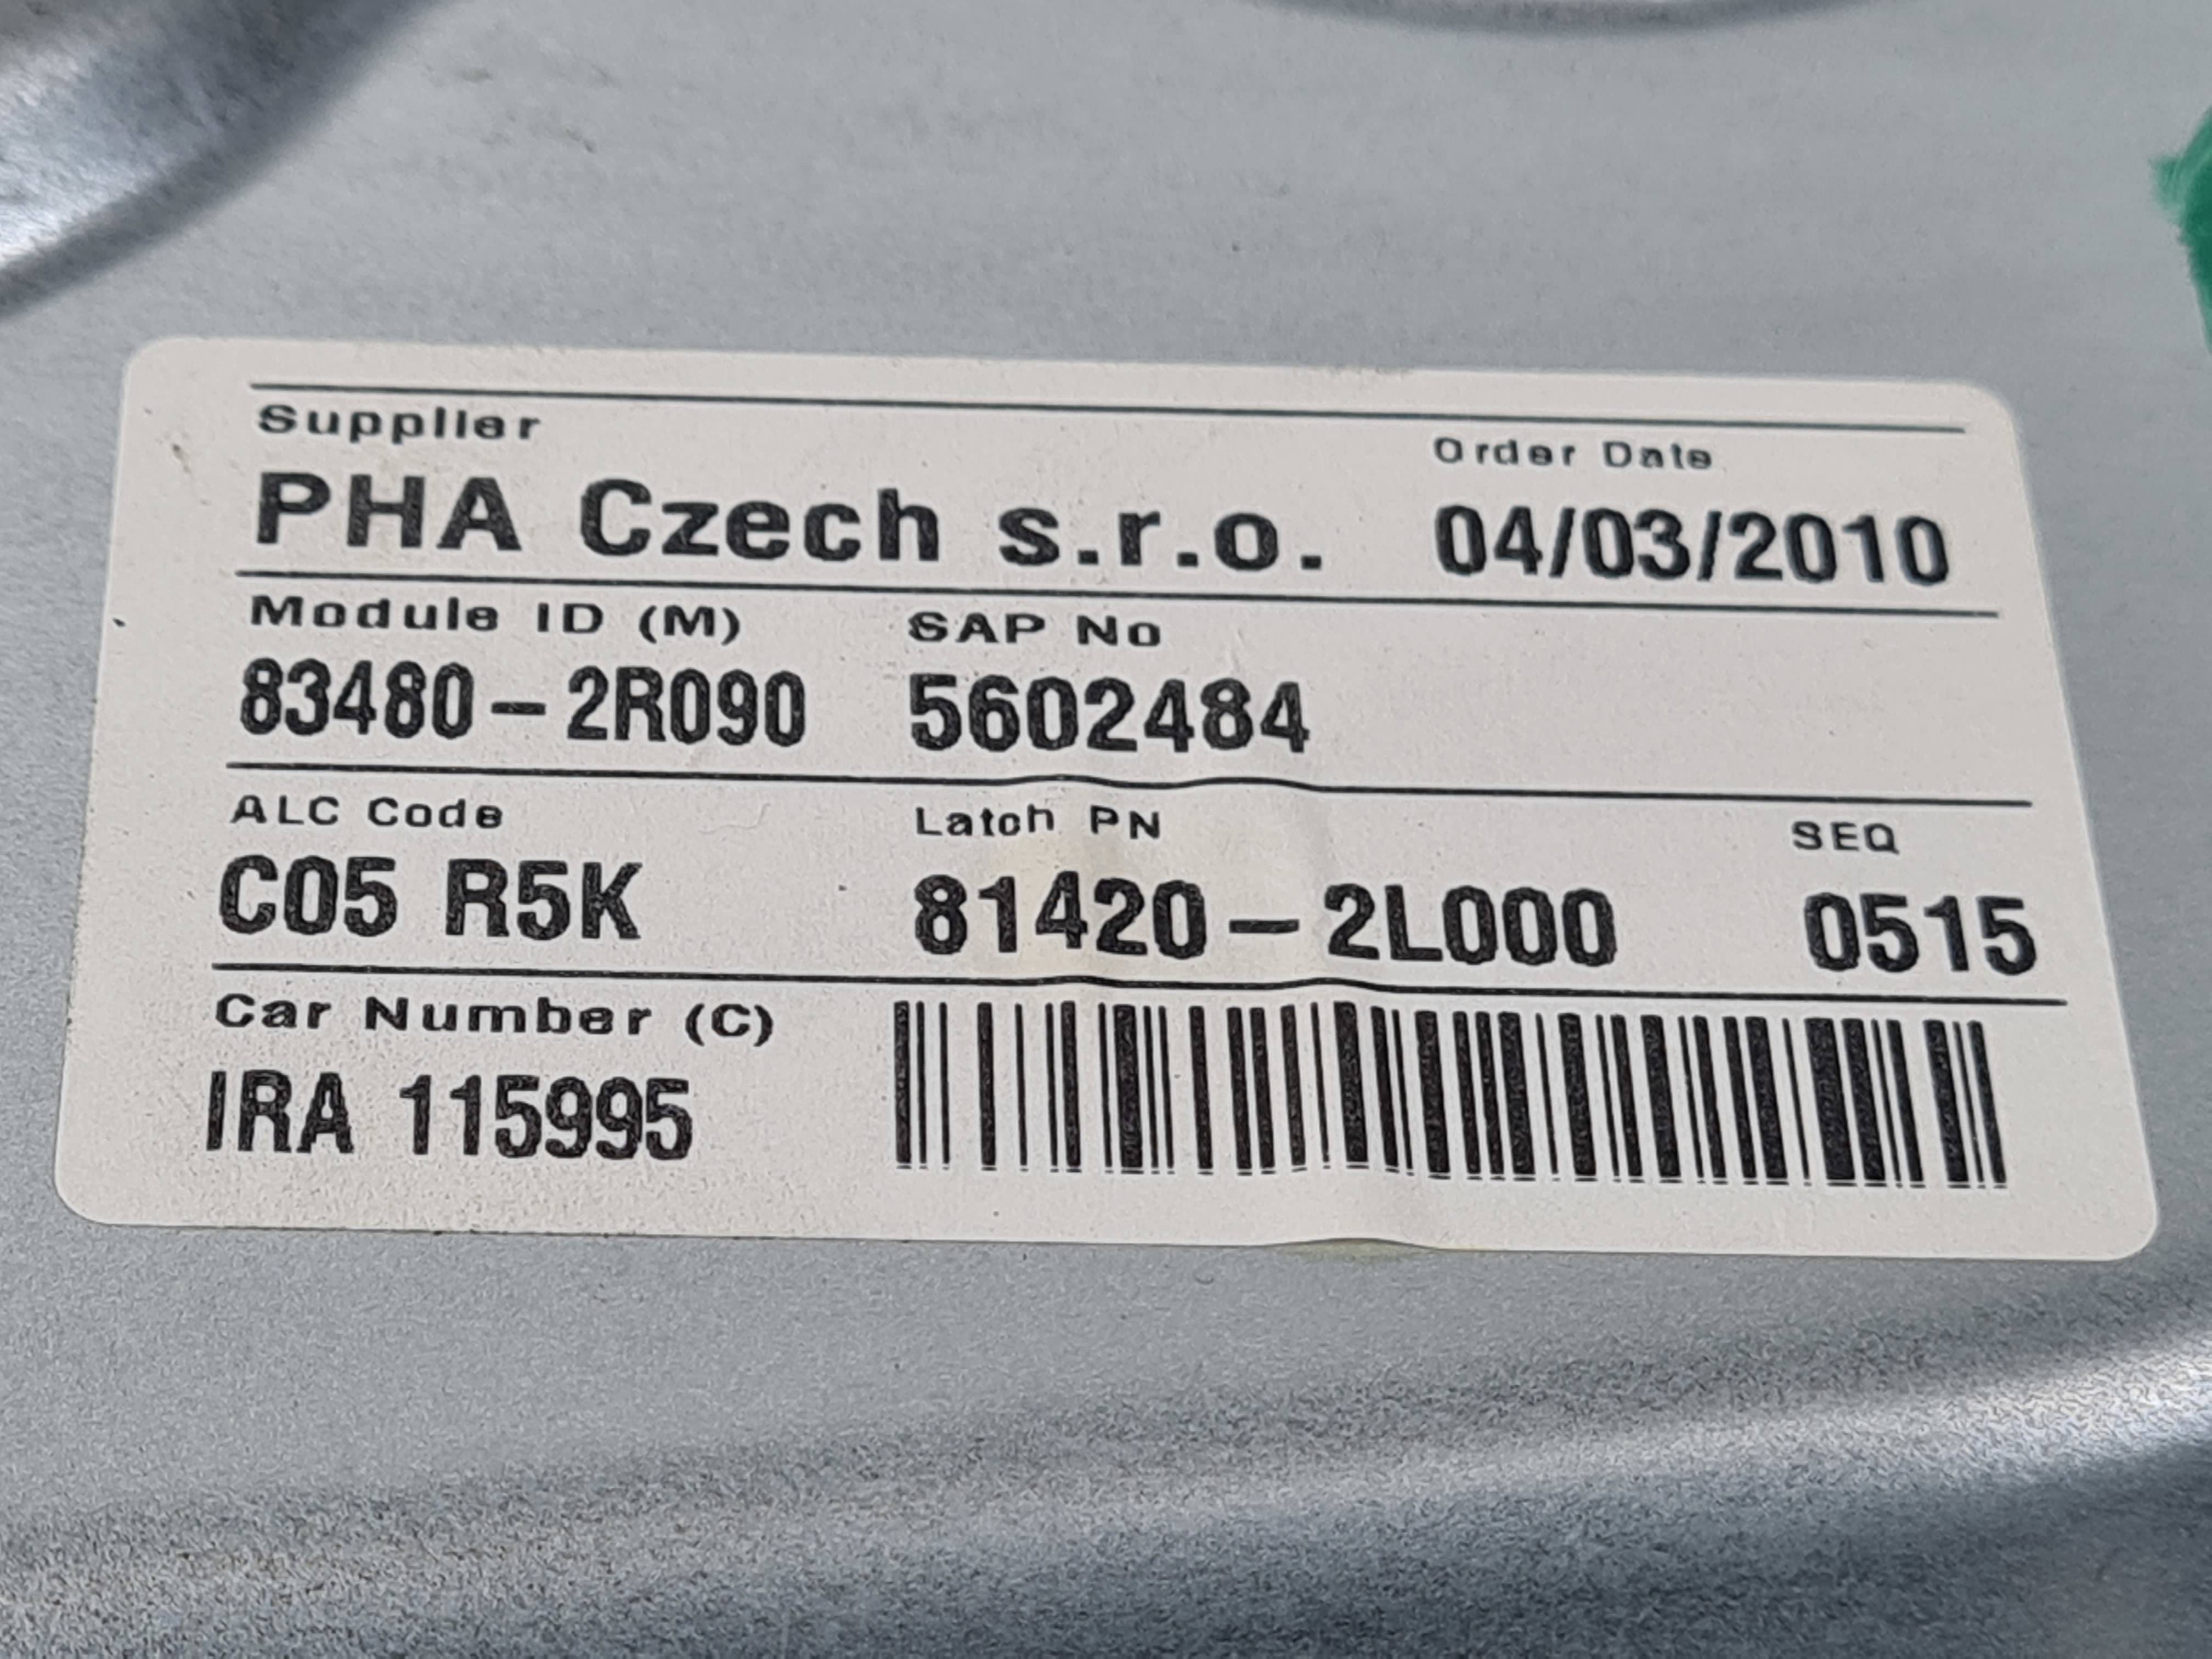 Supplier Order Date
PHA Czech s.r.o. 04/03/2010
Module ID (M) SAP No
83480-2R090 5602484
ALC Code Latch PN SEQ
C05 R5K 81420-2L000 0515
Car Number (C)
IRA 115995